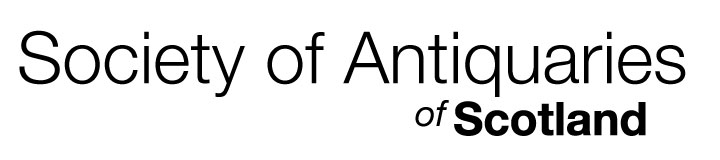 Society of Antiquaries
of Scotland